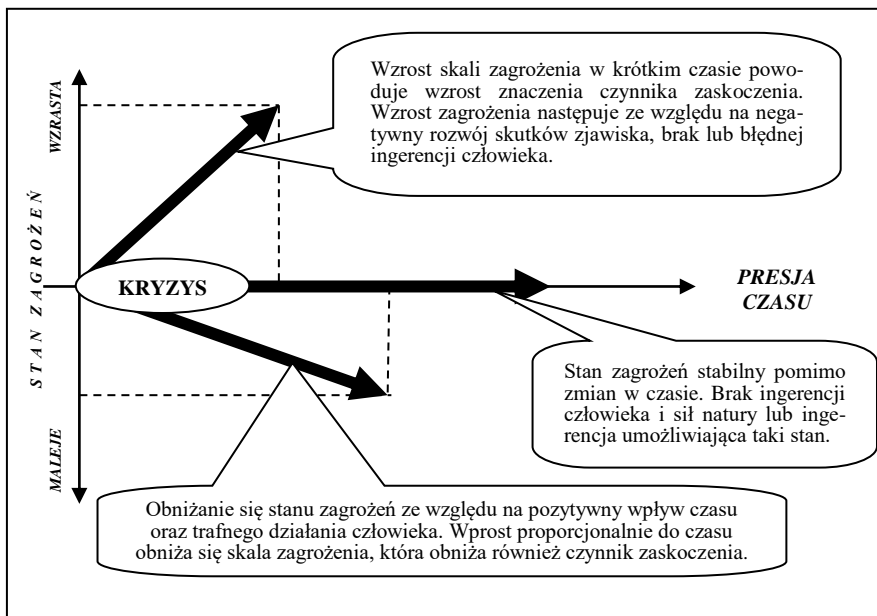 Wzrost skali zagrożenia w krótkim czasie powo-
duje wzrost znaczenia czynnika zaskoczenia.
Wzrost zagrożenia następuje ze względu na nega-
tywny rozwój skutków zjawiska, brak lub błędnej
ingerencji człowieka.
WZRASTA
STAN ZAGROŻEŃ
MALEJE
KRYZYS
PRESJA
CZASU
Stan zagrożeń stabilny pomimo
zmian w czasie. Brak ingerencji
człowieka i sił natury lub inge-
rencja umożliwiająca taki stan.
Obniżanie się stanu zagrożeń ze względu na pozytywny wpływ czasu
oraz trafnego działania człowieka. Wprost proporcjonalnie do czasu
obniża się skala zagrożenia, która obniża również czynnik zaskoczenia.